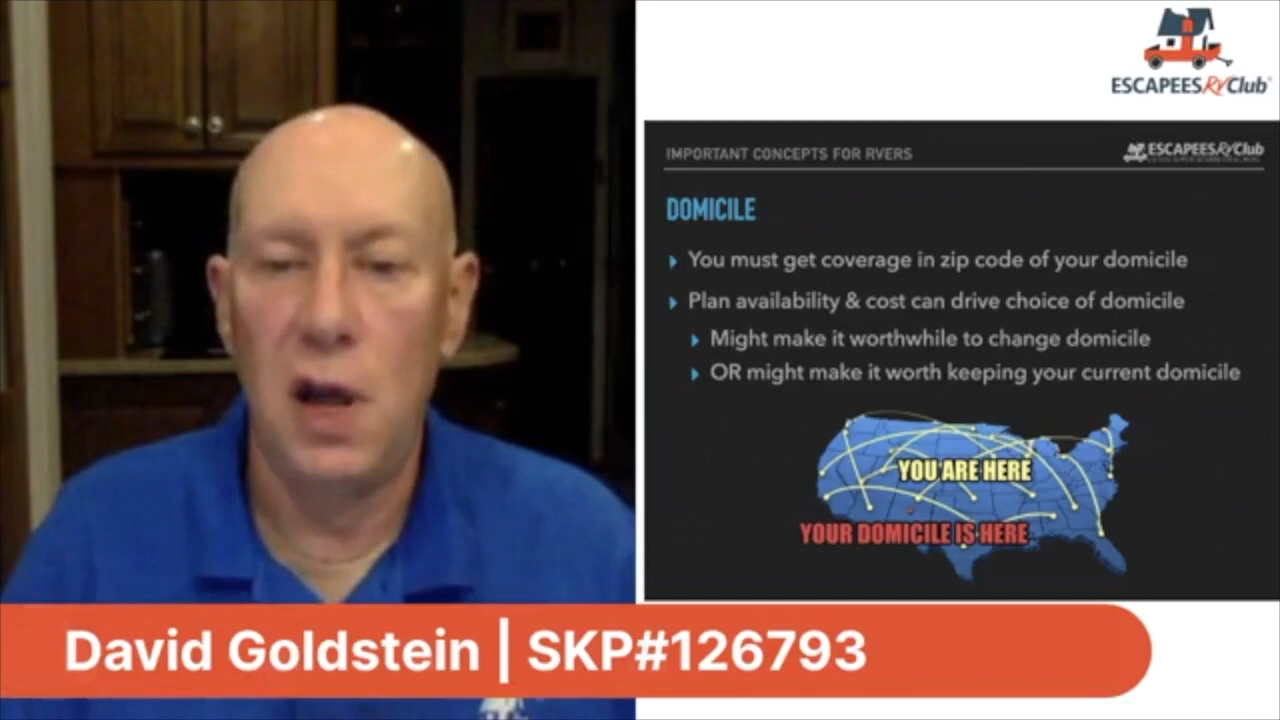 ESCAPEES RV Club
IMPORTANT CONCEPTS FOR RVERS
ESCAPEES RV Club
DOMICILE
You must get coverage in zip code of your domicile
Plan availability & cost can drive choice of domicile
Might make it worthwhile to change domicile
OR might make it worth keeping your current domicile
YOU ARE HERE
YOUR DOMICILE IS HERE
David Goldstein | SKP#126793